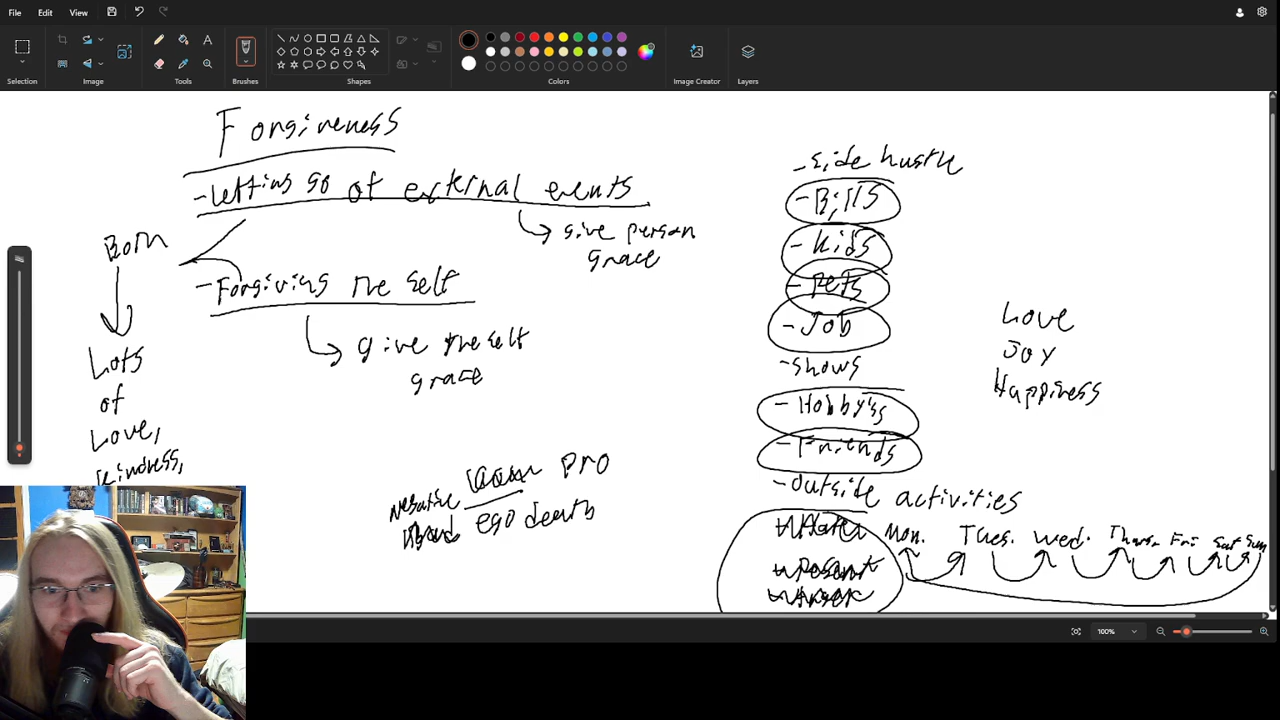 File Edit View
Selection Image Tools Brushes Shapes Colors Image Creator Layers
Forgiveness
- Letting go of external events
give person
grace
Both
- Forgiving the self
give the self
grace
Lots
of
Love,
kindness,
Negative
pro
ego death
- side hustle
- Bills
- Kids
- Pets
- Job
- shows
- Hobby's
- Friends
- outside activities
Love
Joy
Happiness
Mon. Tues. Wed. Thurs. Fri Sat Sun
100%